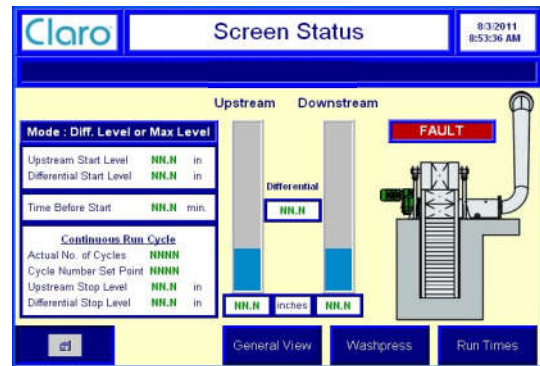 Claro
Screen Status
8/3/2011
8:53:36 AM
Upstream
Downstream
Mode : Diff. Level or Max Level
Upstream Start Level NN.N in
Differential Start Level NN.N in
Time Before Start NN.N min.
Continuous Run Cycle
Actual No. of Cycles NNNN
Cycle Number Set Point NNNN
Upstream Stop Level NN.N in
Differential Stop Level NN.N in
Differential
NN.N
NN.N inches NN.N
FAULT
General View
Washpress
Run Times